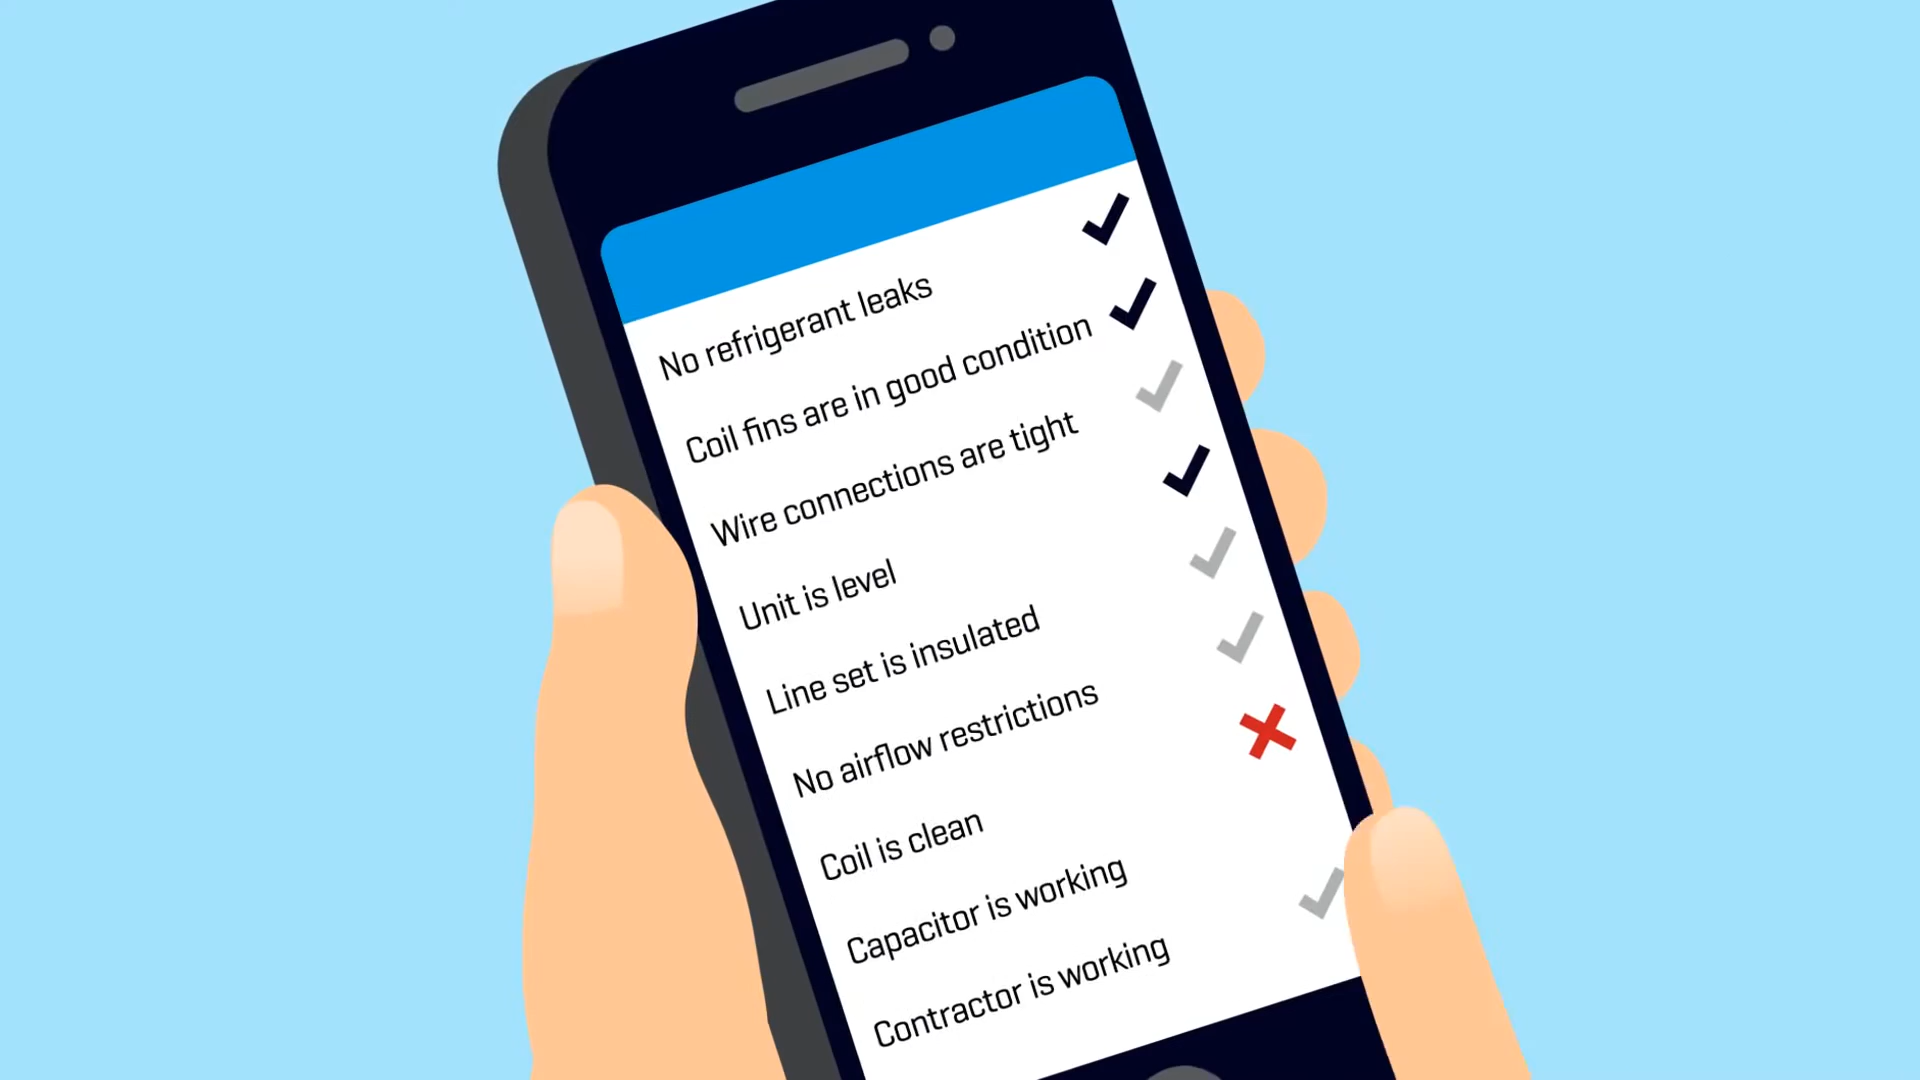 No refrigerant leaks
Coil fins are in good condition
Wire connections are tight
Unit is level
Line set is insulated
No airflow restrictions
Coil is clean
Capacitor is working
Contractor is working